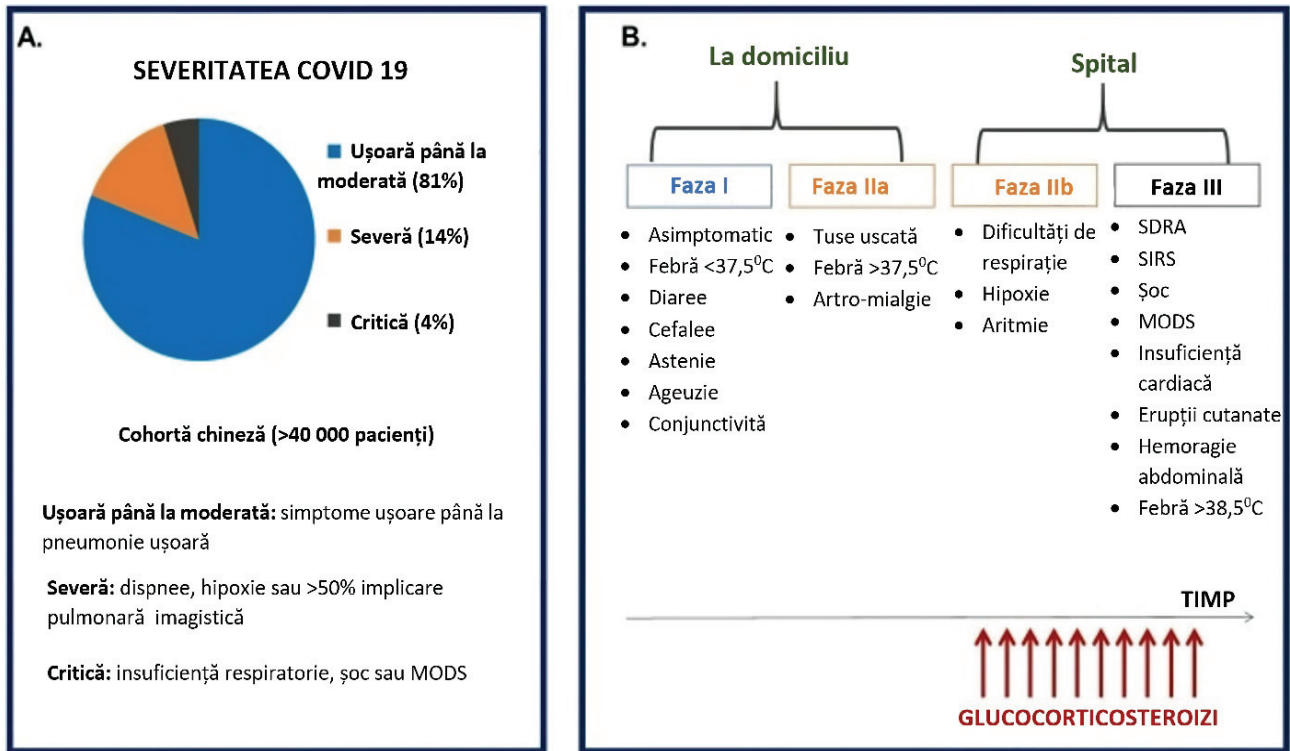 A.
SEVERITATEA COVID 19
Ușoară până la
moderată (81%)
Severă (14%)
Critică (4%)
Cohortă chineză (>40 000 pacienți)
Ușoară până la moderată: simptome ușoare până la
pneumonie ușoară
Severă: dispnee, hipoxie sau >50% implicare
pulmonară imagistică
Critică: insuficiență respiratorie, șoc sau MODS
B.
La domiciliu
Spital
Faza I
• Asimptomatic
• Febră <37,5⁰C
• Diaree
• Cefalee
• Astenie
• Ageuzie
• Conjunctivită
Faza IIa
• Tuse uscată
• Febră >37,5⁰C
• Artro-mialgie
Faza IIb
• Dificultăți de
respirație
• Hipoxie
• Aritmie
Faza III
• SDRA
• SIRS
• Șoc
• MODS
• Insuficiență
cardiacă
• Erupții cutanate
• Hemoragie
abdominală
• Febră >38,5⁰C
TIMP
GLUCOCORTICOSTEROIZI